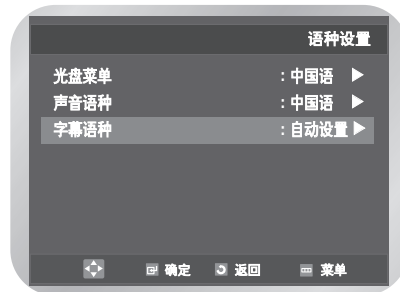 语种设置
光盘菜单 : 中国语 ▶
声音语种 : 中国语 ▶
字幕语种 : 自动设置 ▶
确定 返回 菜单